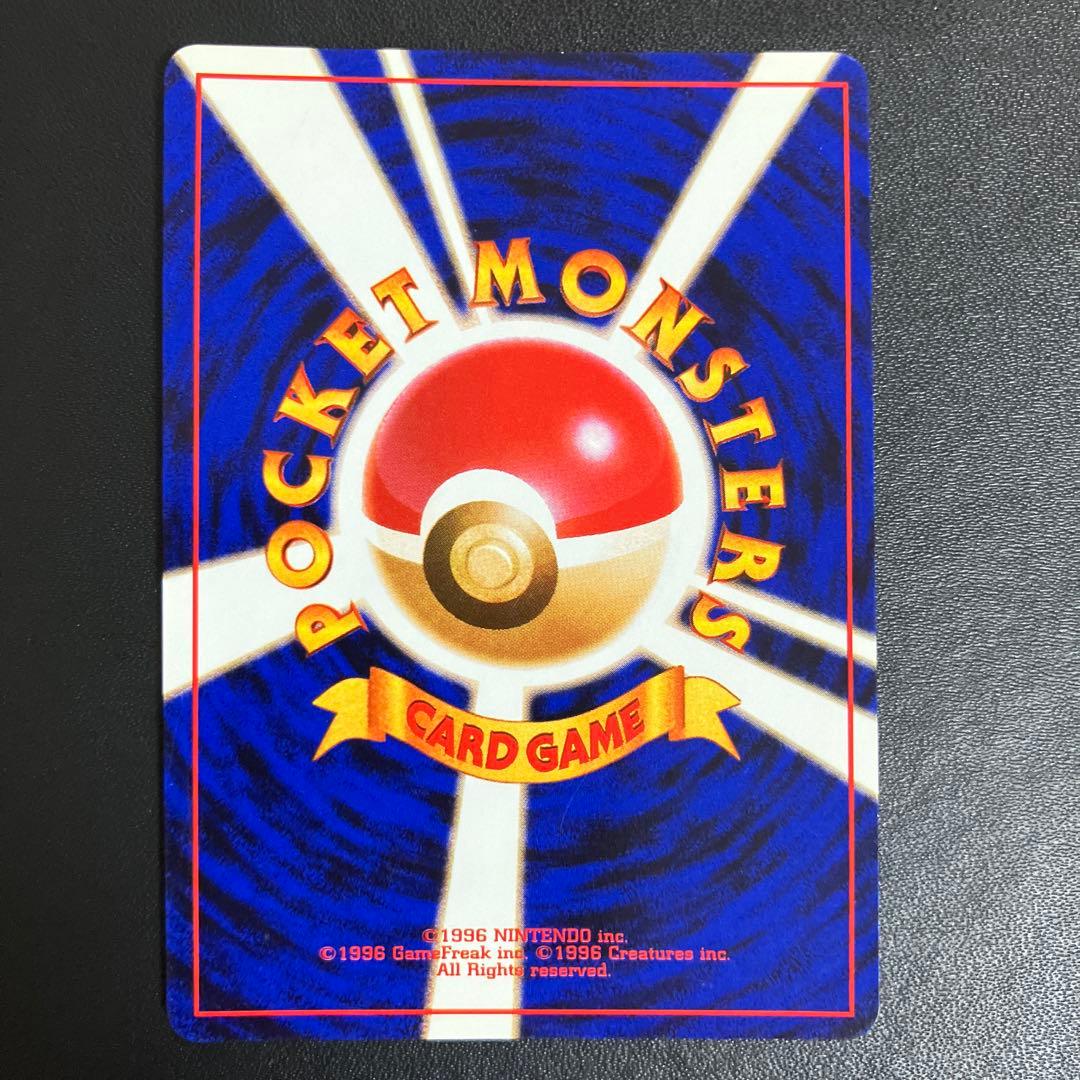 POCKET MONSTERS
CARD GAME
©1996 NINTENDO inc.
©1996 GameFreak inc. ©1996 Creatures inc.
All Rights reserved.